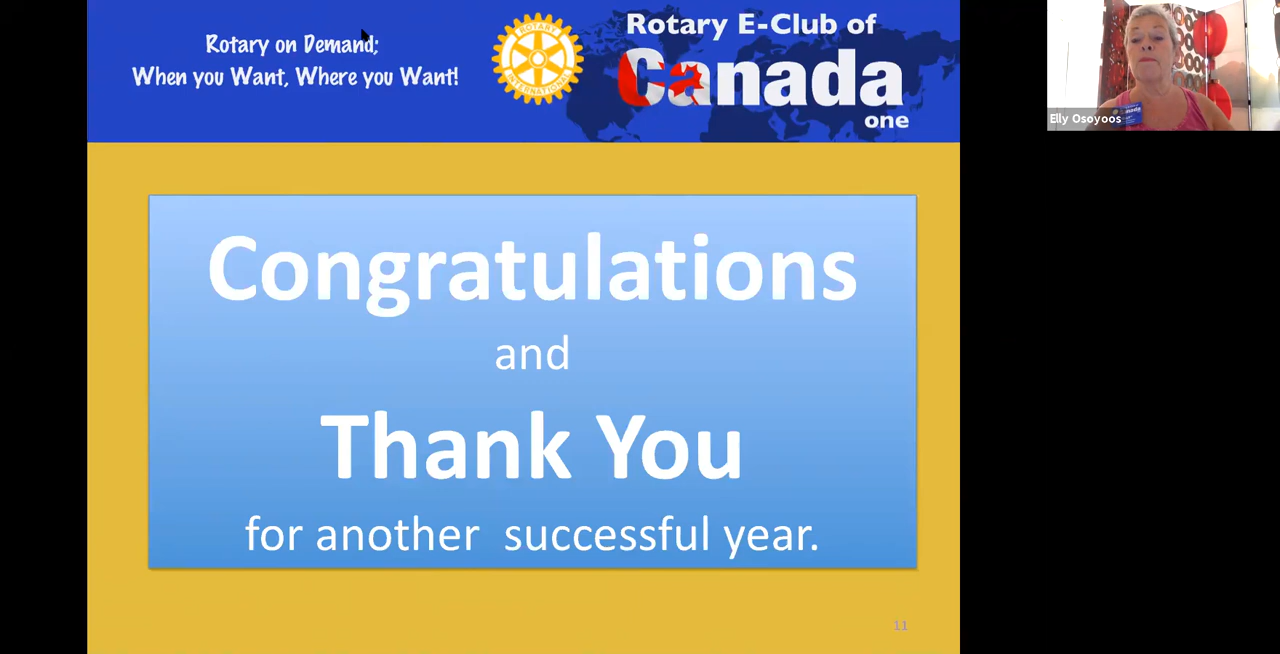 Rotary on Demand;
When you Want, Where you Want!
ROTARY
INTERNATIONAL
Rotary E-Club of
Canada
one
Elly Osoyoos
Congratulations
and
Thank You
for another  successful year.
11